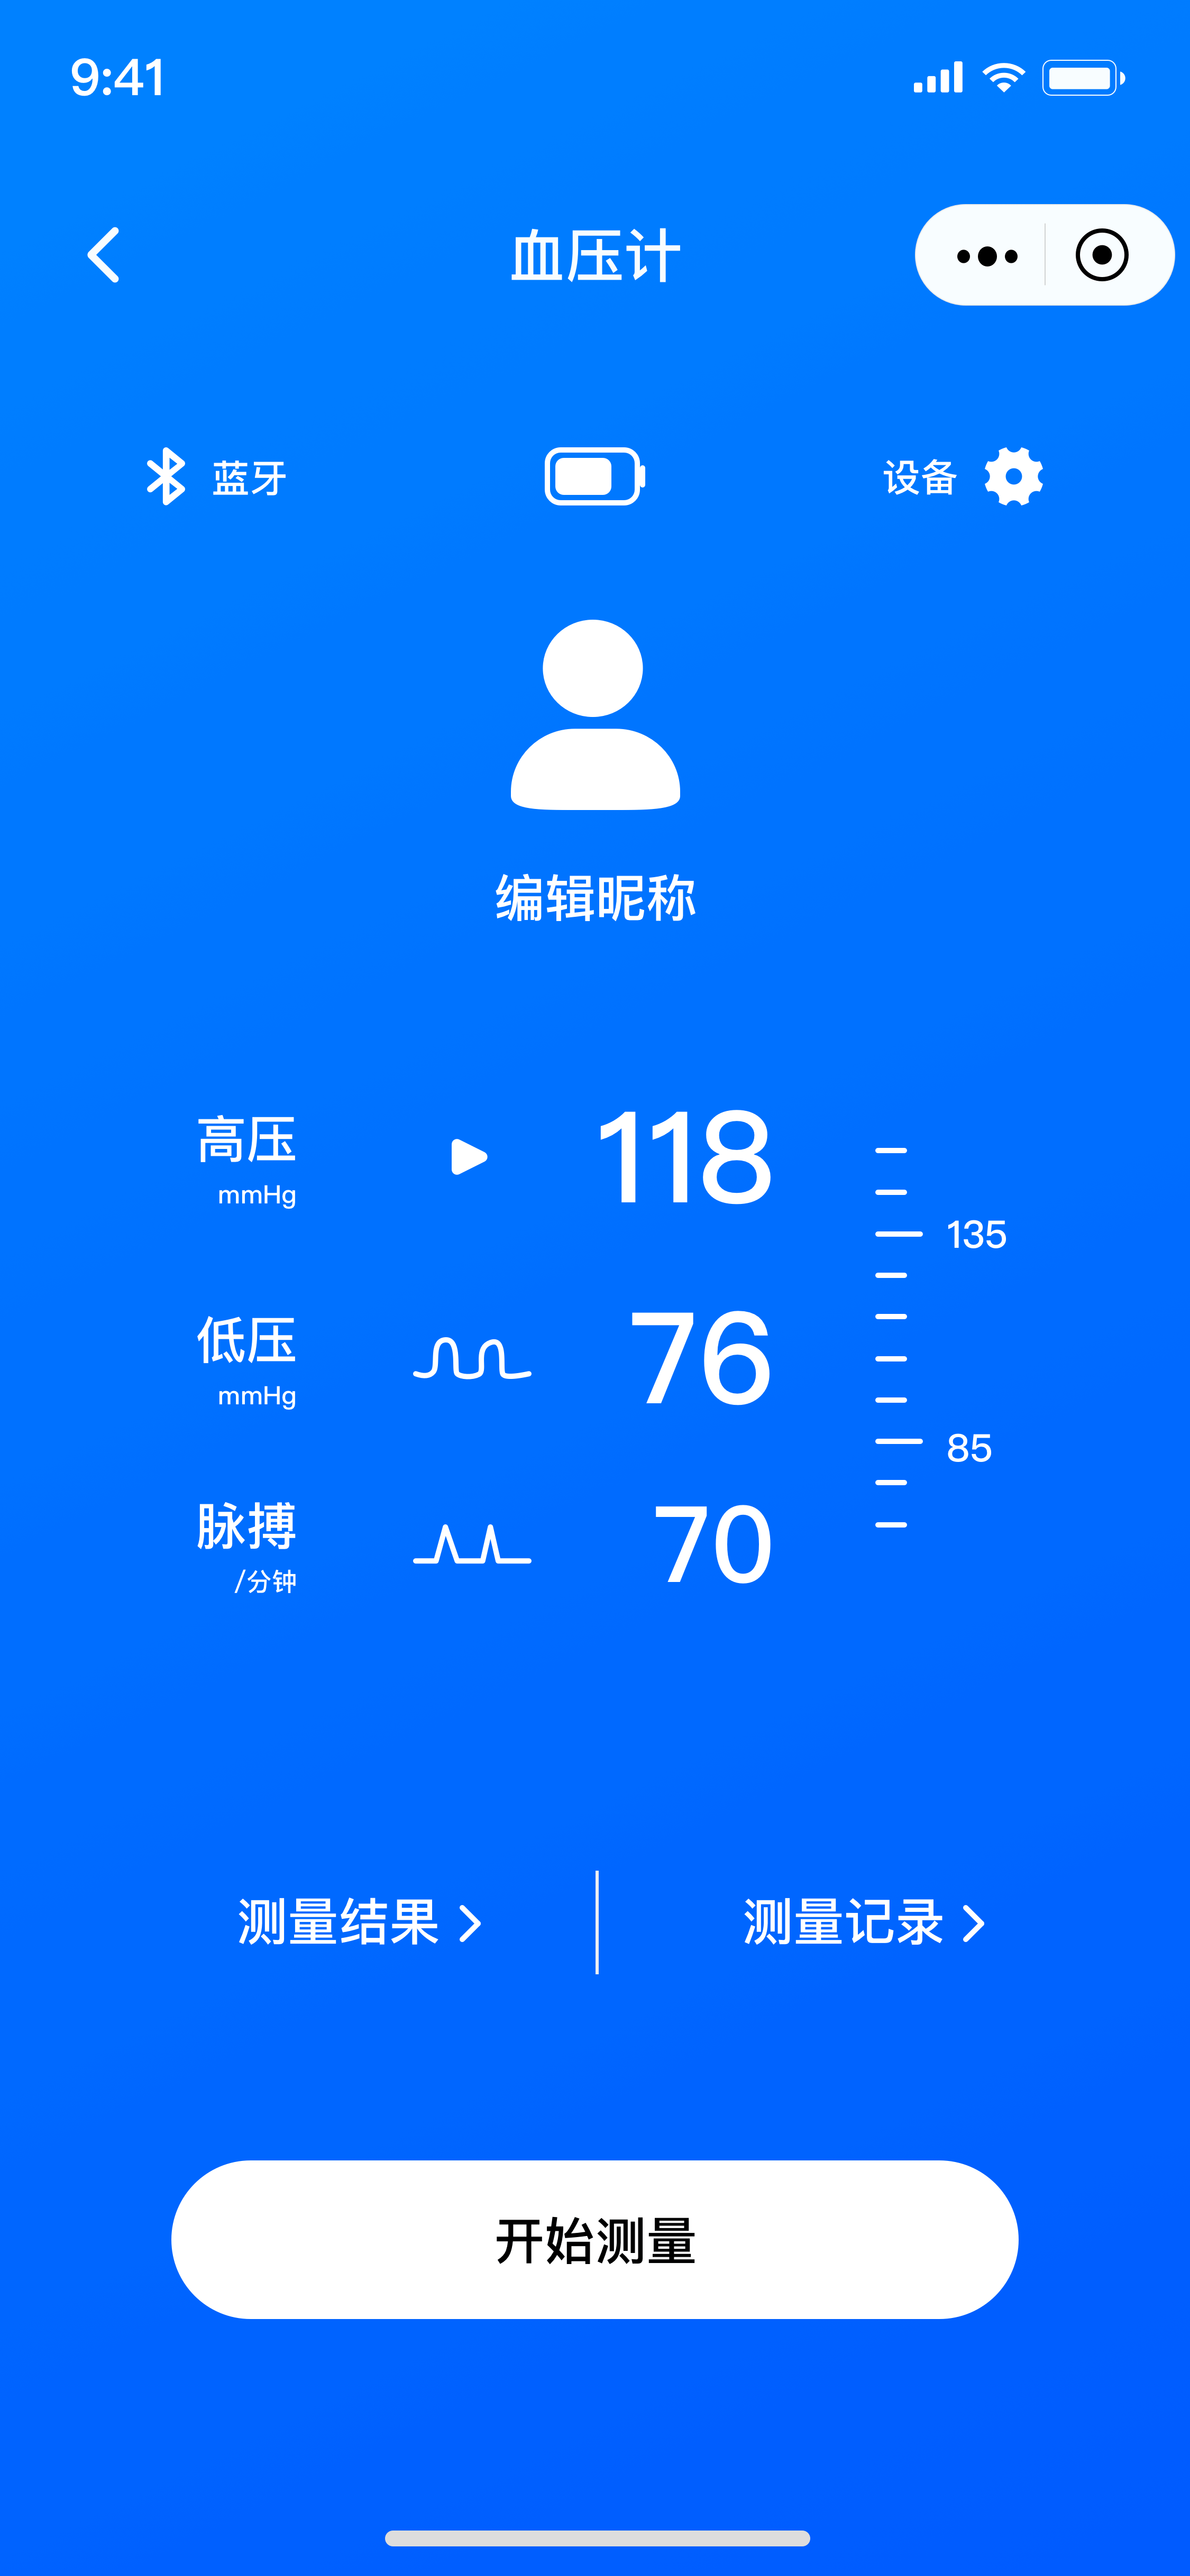 9:41
血压计
蓝牙
设备
编辑昵称
高压
mmHg
118
135
低压
mmHg
76
85
脉搏
/分钟
70
测量结果
测量记录
开始测量